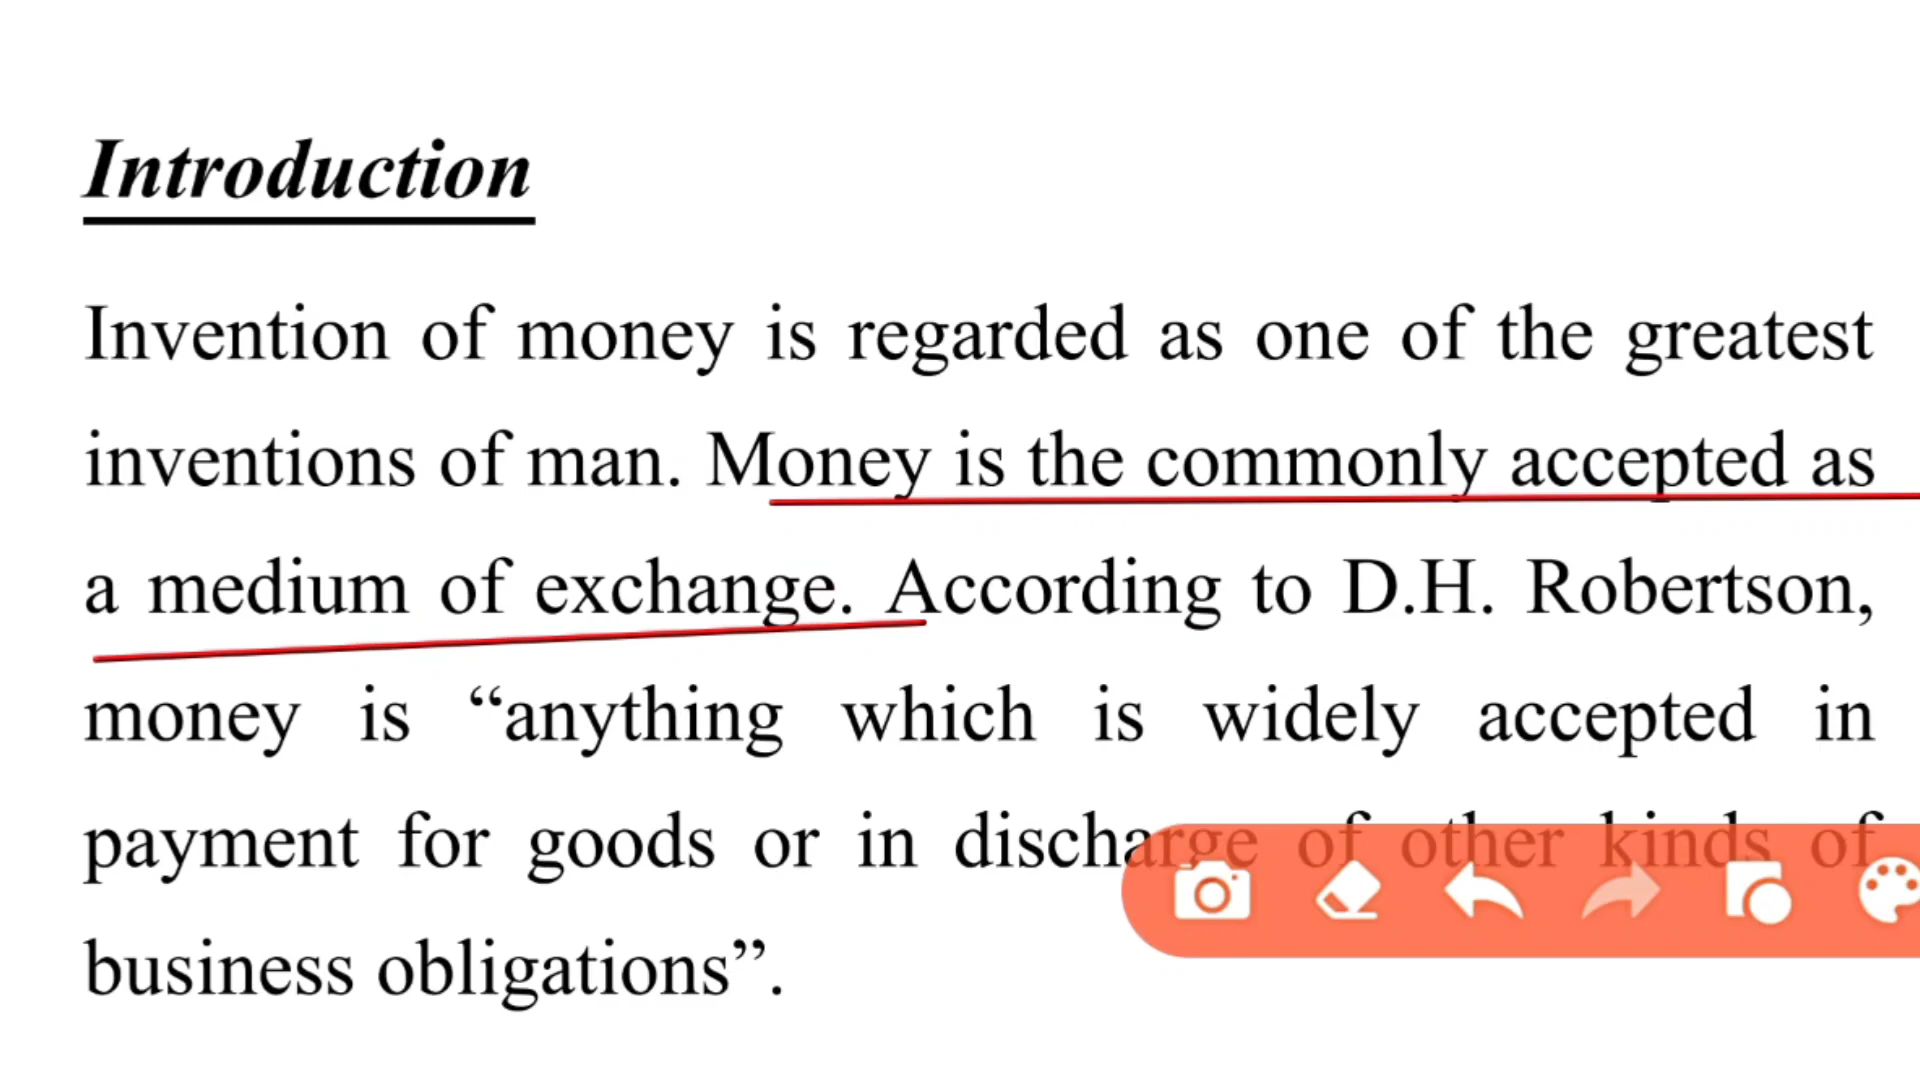 Introduction
Invention of money is regarded as one of the greatest
inventions of man. Money is the commonly accepted as
a medium of exchange. According to D.H. Robertson,
money is “anything which is widely accepted in
payment for goods or in discharge of other kinds of
business obligations”.